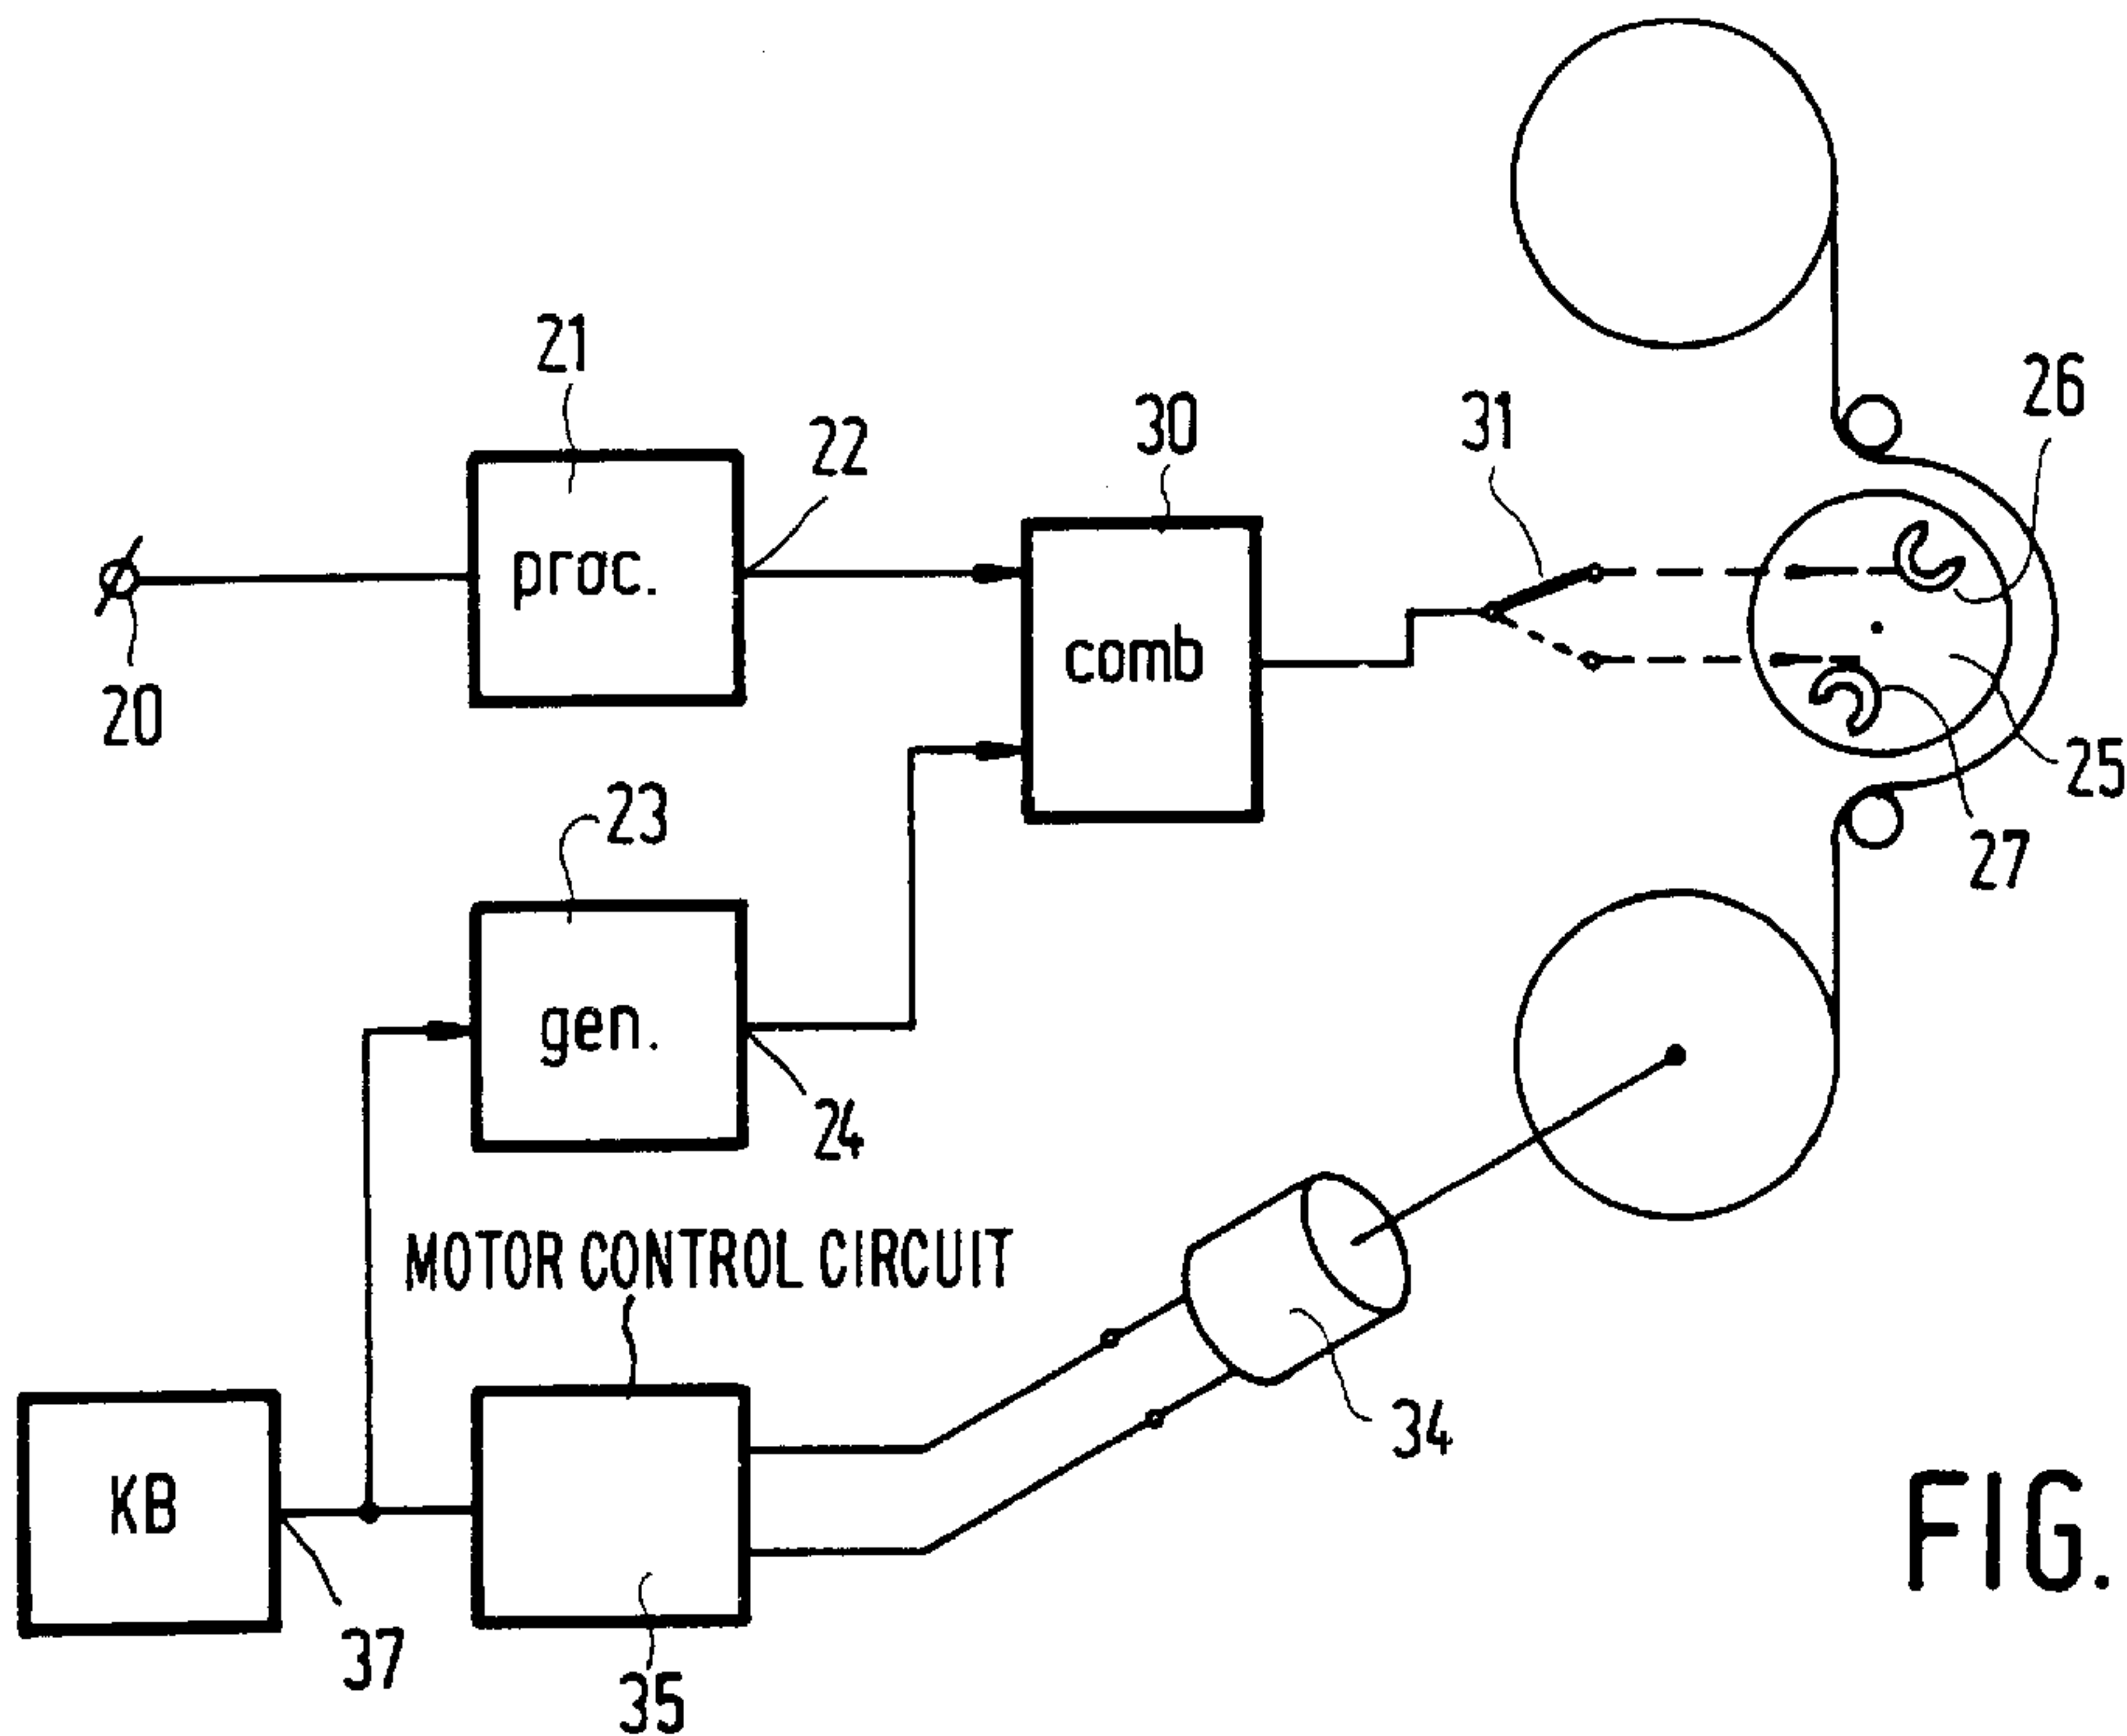 21
22
30
31
26
proc.
comb
20
25
23
27
gen.
24
MOTOR CONTROL CIRCUIT
34
KB
37
35
FIG.